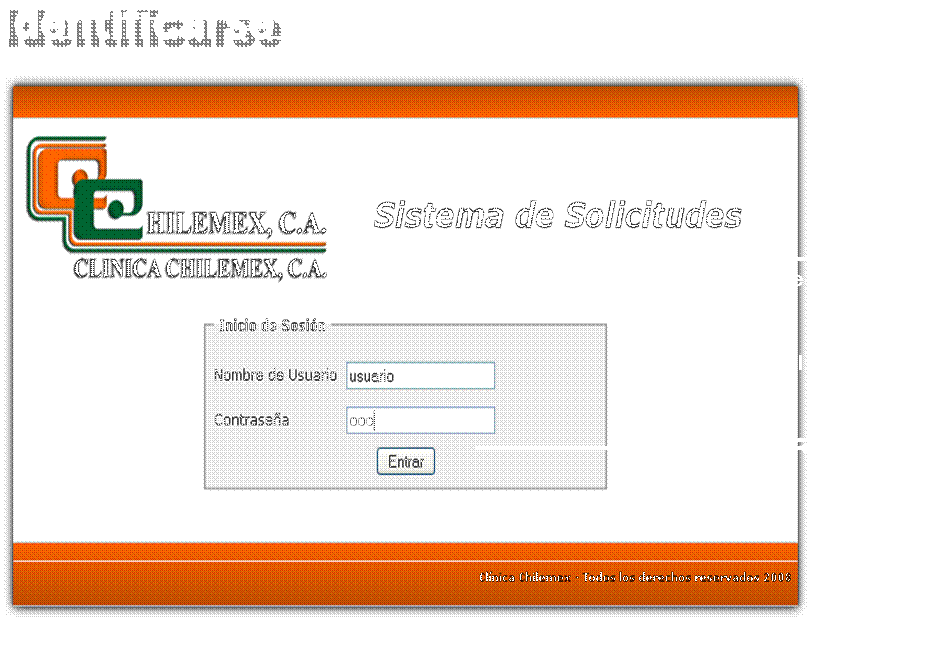 Identificarse
HILEMEX, C.A.
CLINICA CHILEMEX, C.A.
Sistema de Solicitudes
Inicio de Sesión
Nombre de Usuario usuario
Contraseña ooo
Entrar
Clínica Chilemex - Todos los derechos reservados 2008